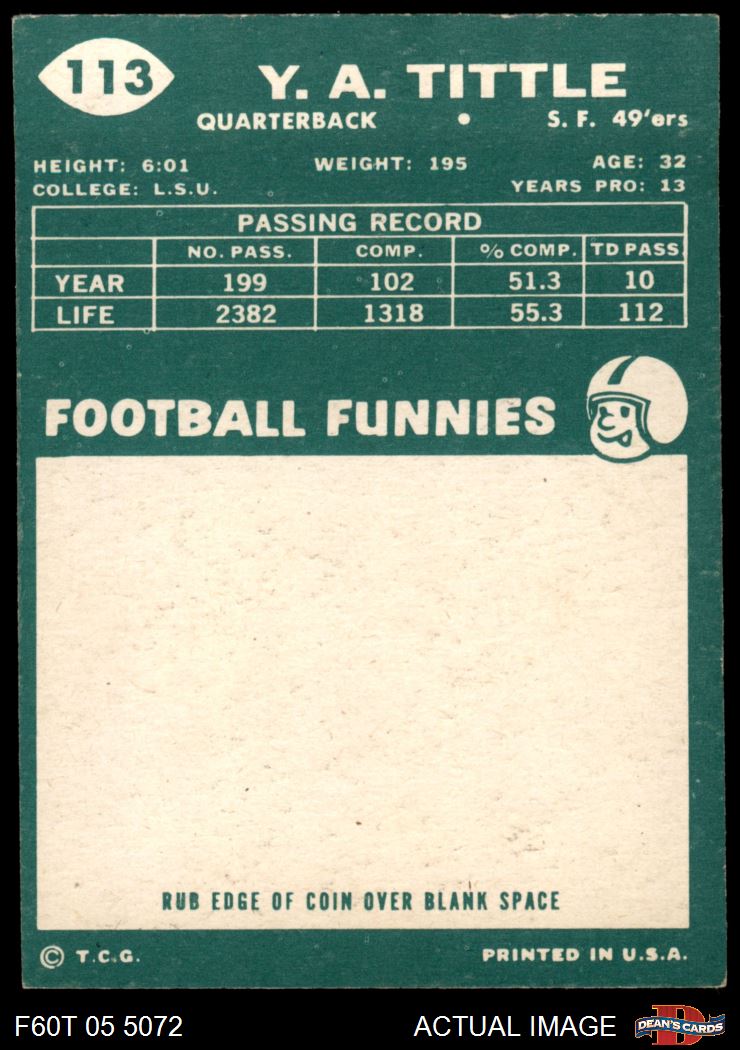 113
Y. A. TITTLE
QUARTERBACK • S. F. 49'ers
HEIGHT: 6:01 WEIGHT: 195 AGE: 32
COLLEGE: L.S.U. YEARS PRO: 13
PASSING RECORD
NO. PASS. COMP. % COMP. TD PASS
YEAR 199 102 51.3 10
LIFE 2382 1318 55.3 112
FOOTBALL FUNNIES
RUB EDGE OF COIN OVER BLANK SPACE
© T.C.G. PRINTED IN U.S.A.
F60T 05 5072 ACTUAL IMAGE DEAN'S CARDS